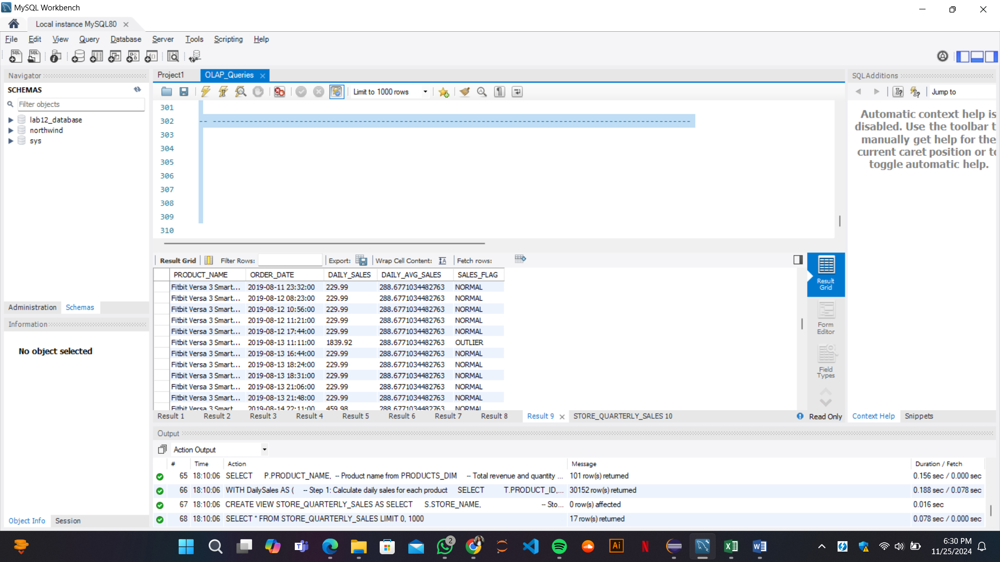 MySQL Workbench
Local instance MySQL80
File Edit View Query Database Server Tools Scripting Help
Navigator
SCHEMAS
Filter objects
lab12_database
northwind
sys
Administration Schemas
Information
No object selected
Object Info Session
Project1 OLAP_Queries
Limit to 1000 rows
301
302 -- --------------------------------------------------------------------------------------------
303
304
305
306
307
308
309
310
Result Grid Filter Rows: Export: Wrap Cell Content: Fetch rows:
PRODUCT_NAME ORDER_DATE DAILY_SALES DAILY_AVG_SALES SALES_FLAG
Fitbit Versa 3 Smart... 2019-08-11 23:32:00 229.99 288.6771034482763 NORMAL
Fitbit Versa 3 Smart... 2019-08-12 08:23:00 229.99 288.6771034482763 NORMAL
Fitbit Versa 3 Smart... 2019-08-12 10:56:00 229.99 288.6771034482763 NORMAL
Fitbit Versa 3 Smart... 2019-08-12 11:21:00 229.99 288.6771034482763 NORMAL
Fitbit Versa 3 Smart... 2019-08-12 17:44:00 229.99 288.6771034482763 NORMAL
Fitbit Versa 3 Smart... 2019-08-13 11:11:00 1839.92 288.6771034482763 OUTLIER
Fitbit Versa 3 Smart... 2019-08-13 16:44:00 229.99 288.6771034482763 NORMAL
Fitbit Versa 3 Smart... 2019-08-13 18:24:00 229.99 288.6771034482763 NORMAL
Fitbit Versa 3 Smart... 2019-08-13 18:31:00 229.99 288.6771034482763 NORMAL
Fitbit Versa 3 Smart... 2019-08-13 21:06:00 229.99 288.6771034482763 NORMAL
Fitbit Versa 3 Smart... 2019-08-13 21:48:00 229.99 288.6771034482763 NORMAL
Fitbit Versa 3 Smart 2019-08-14 22:11:00 459.98 288.6771034482763 NORMAL
Result Grid
Form Editor
Field Types
Result 1 Result 2 Result 3 Result 4 Result 5 Result 6 Result 7 Result 8 Result 9 STORE_QUARTERLY_SALES 10 Read Only
SQLAdditions
Jump to
Automatic context help is
disabled. Use the toolbar t
manually get help for the
current caret position or to
toggle automatic help.
Context Help Snippets
Output
Action Output
# Time Action Message Duration / Fetch
65 18:10:06 SELECT P.PRODUCT_NAME, -- Product name from PRODUCTS_DIM -- Total revenue and quantity ... 101 row(s) returned 0.156 sec / 0.000 sec
66 18:10:06 WITH DailySales AS ( -- Step 1: Calculate daily sales for each product SELECT T.PRODUCT_ID,... 30152 row(s) returned 0.188 sec / 0.078 sec
67 18:10:06 CREATE VIEW STORE_QUARTERLY_SALES AS SELECT S.STORE_NAME, -- Sto... 0 row(s) affected 0.016 sec
68 18:10:06 SELECT * FROM STORE_QUARTERLY_SALES LIMIT 0, 1000 17 row(s) returned 0.078 sec / 0.000 sec
2
Ai
6:30 PM
11/25/2024